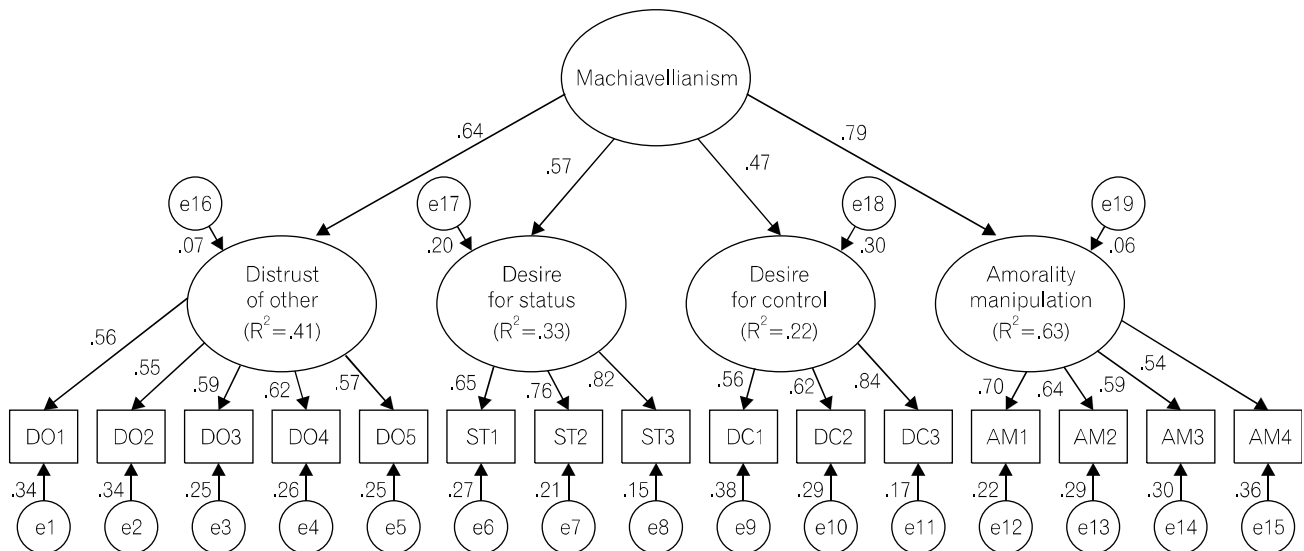 Machiavellianism
.64
.57
.47
.79
e16
e17
e18
e19
.07
.20
.30
.06
Distrust
of other
(R²=.41)
Desire
for status
(R²=.33)
Desire
for control
(R²=.22)
Amorality
manipulation
(R²=.63)
.56
.55
.59
.62
.57
.65
.76
.82
.56
.62
.84
.70
.64
.59
.54
DO1
DO2
DO3
DO4
DO5
ST1
ST2
ST3
DC1
DC2
DC3
AM1
AM2
AM3
AM4
.34
.34
.25
.26
.25
.27
.21
.15
.38
.29
.17
.22
.29
.30
.36
e1
e2
e3
e4
e5
e6
e7
e8
e9
e10
e11
e12
e13
e14
e15